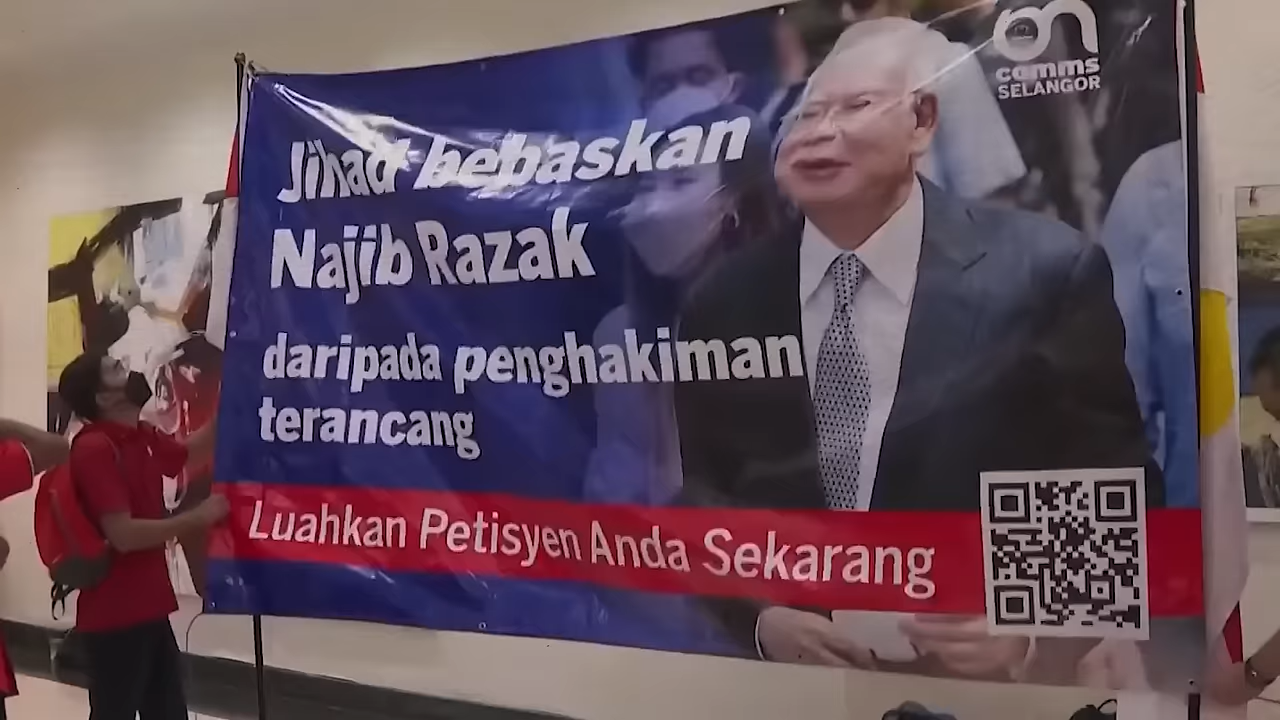 comms
SELANGOR
Jihad bebaskan
Najib Razak
daripada penghakiman
terancang
Luahkan Petisyen Anda Sekarang